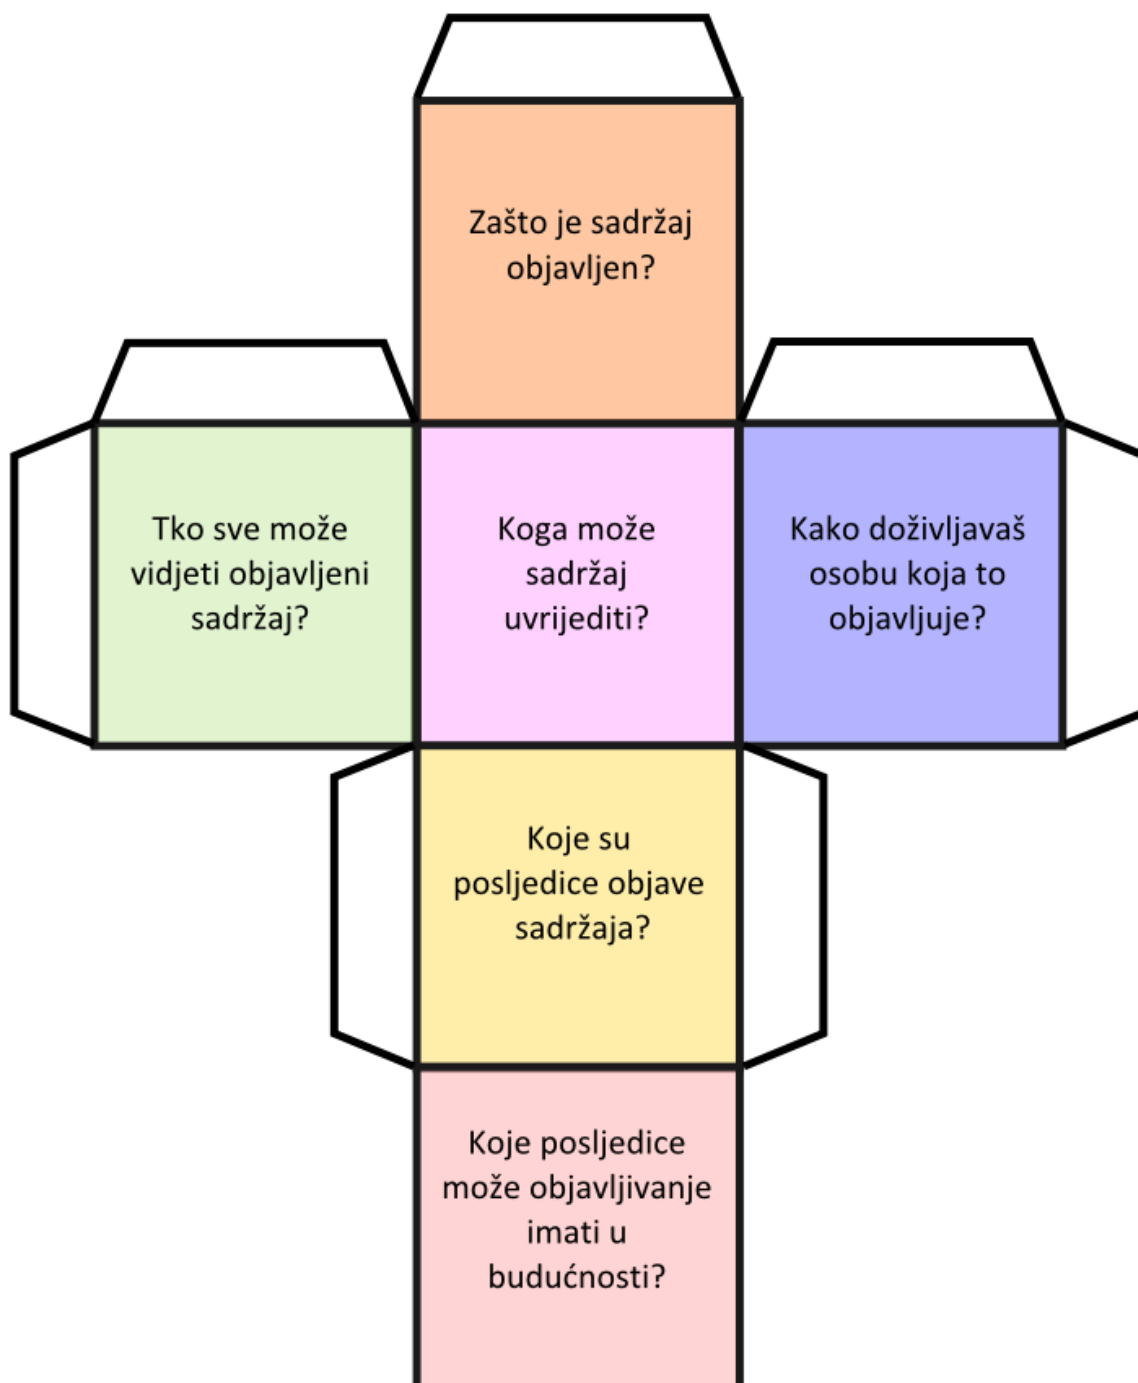 Zašto je sadržaj
objavljen?
Tko sve može
vidjeti objavljeni
sadržaj?
Koga može
sadržaj
uvrijediti?
Kako doživljavaš
osobu koja to
objavljuje?
Koje su
posljedice objave
sadržaja?
Koje posljedice
može objavljivanje
imati u
budućnosti?